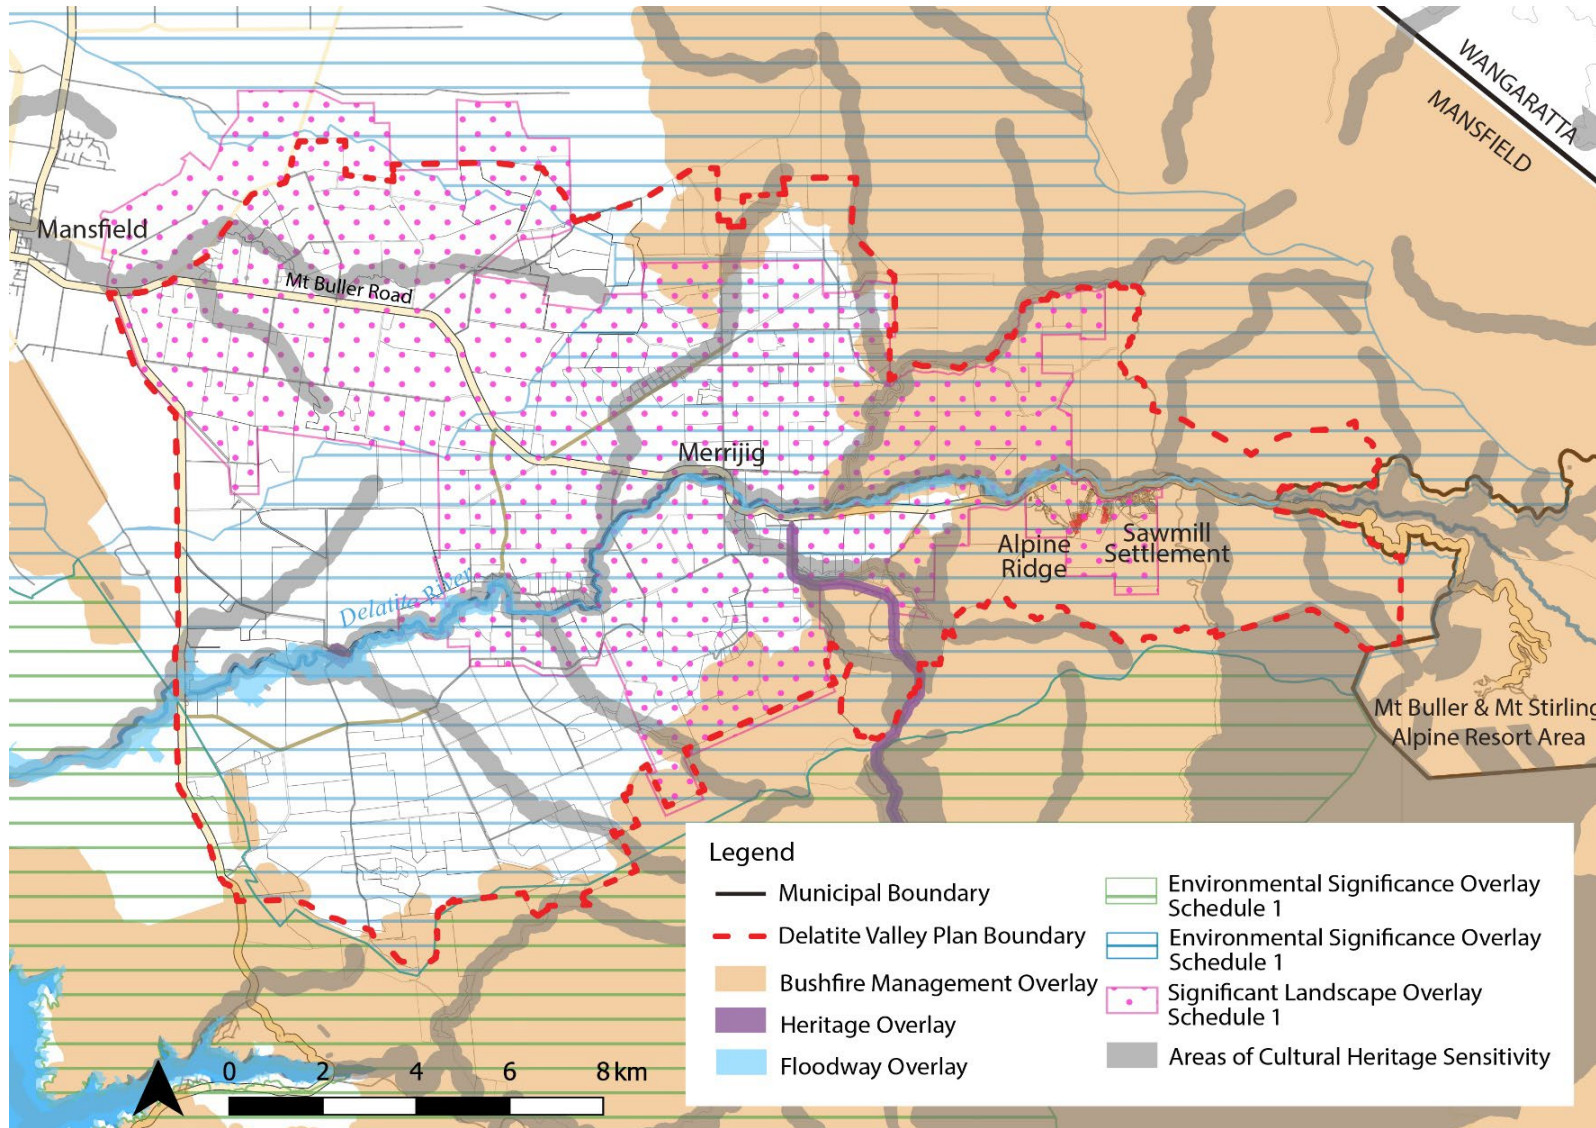 WANGARATTA
MANSFIELD
Mansfield
Mt Buller Road
Merrijig
Alpine
Ridge
Sawmill
Settlement
Delatite River
Mt Buller & Mt Stirling
Alpine Resort Area
Legend
Municipal Boundary
Delatite Valley Plan Boundary
Bushfire Management Overlay
Heritage Overlay
Floodway Overlay
Environmental Significance Overlay
Schedule 1
Environmental Significance Overlay
Schedule 1
Significant Landscape Overlay
Schedule 1
Areas of Cultural Heritage Sensitivity
0 2 4 6 8 km